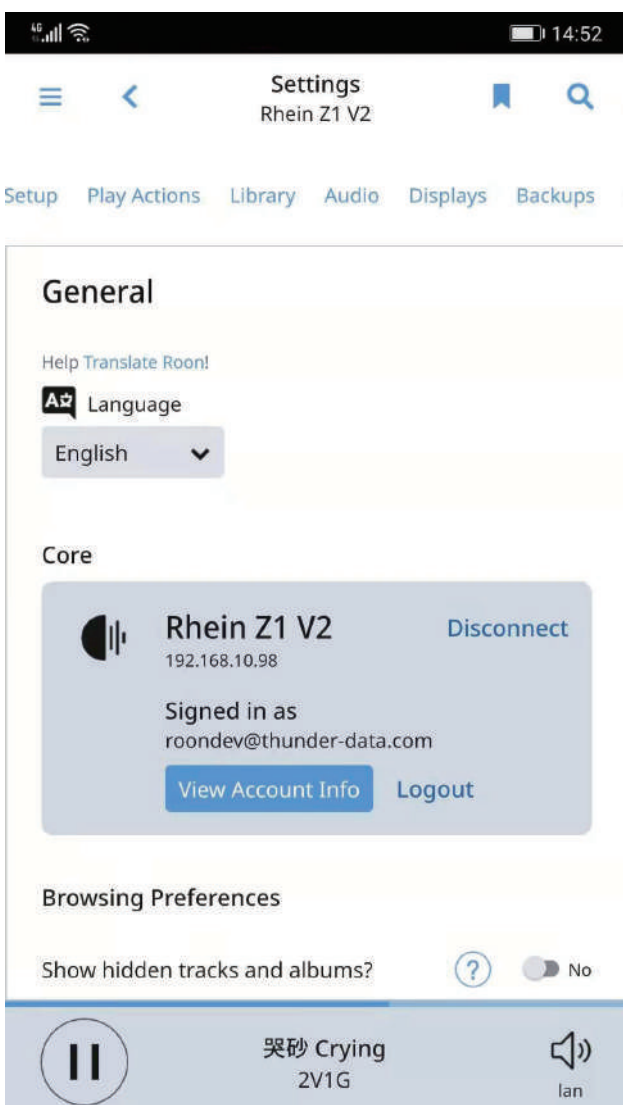 4G 14:52
Settings
Rhein Z1 V2
Setup Play Actions Library Audio Displays Backups
General
Help Translate Roon!
Language
English
Core
Rhein Z1 V2 Disconnect
192.168.10.98
Signed in as
roondev@thunder-data.com
View Account Info Logout
Browsing Preferences
Show hidden tracks and albums? ? No
哭砂 Crying
2V1G
lan